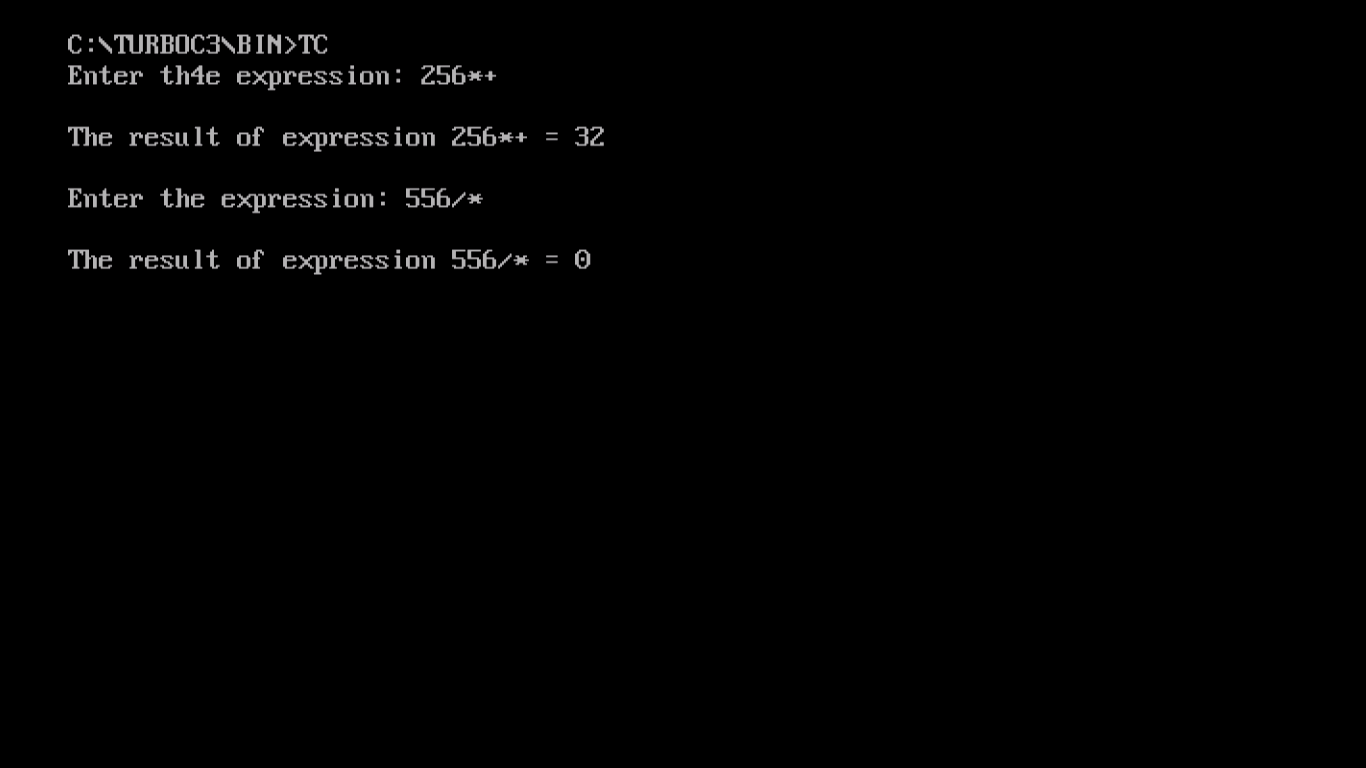 C:\TURBOC3\BIN>TC
Enter th4e expression: 256*+
The result of expression 256*+ = 32
Enter the expression: 556/*
The result of expression 556/* = 0